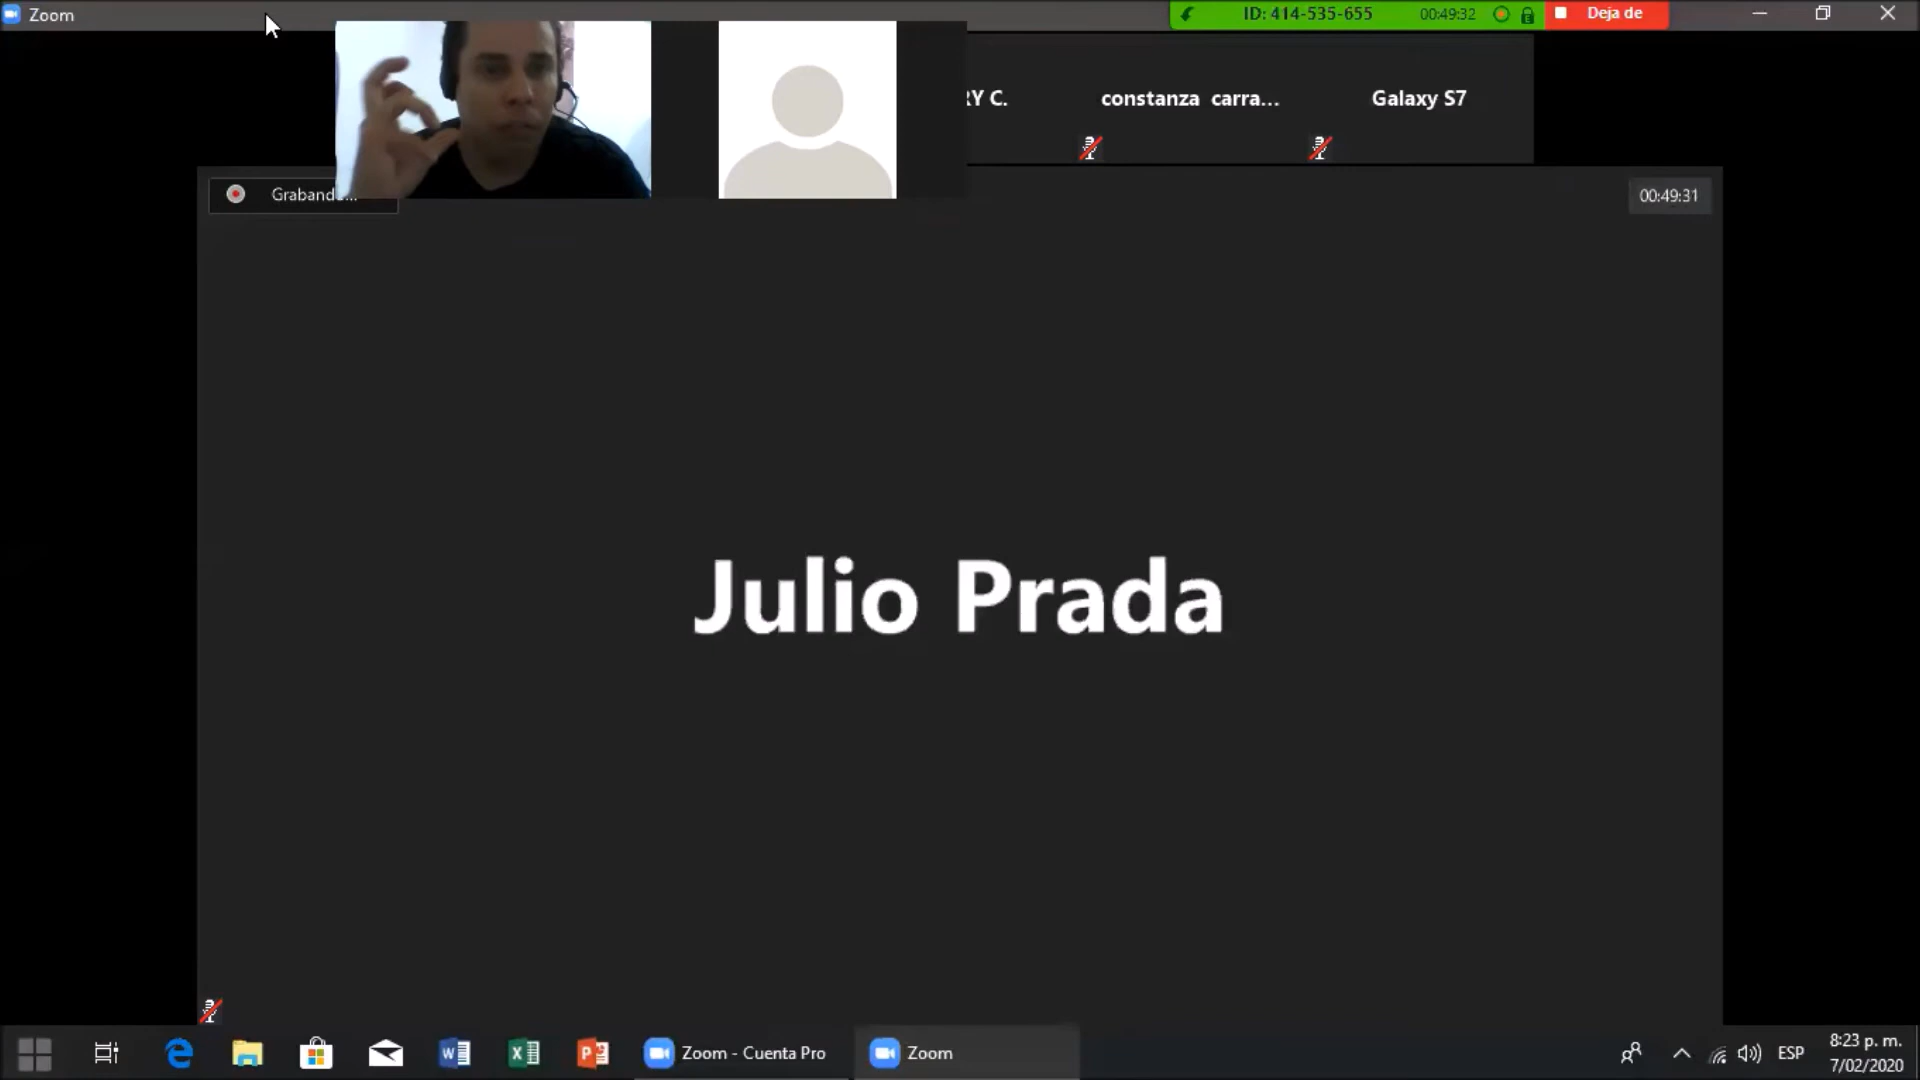 Zoom
ID: 414-535-655
00:49:32
Deja de
RY C.
constanza carra...
Galaxy S7
Grabando...
00:49:31
Julio Prada
Zoom - Cuenta Pro
Zoom
ESP
8:23 p. m.
7/02/2020